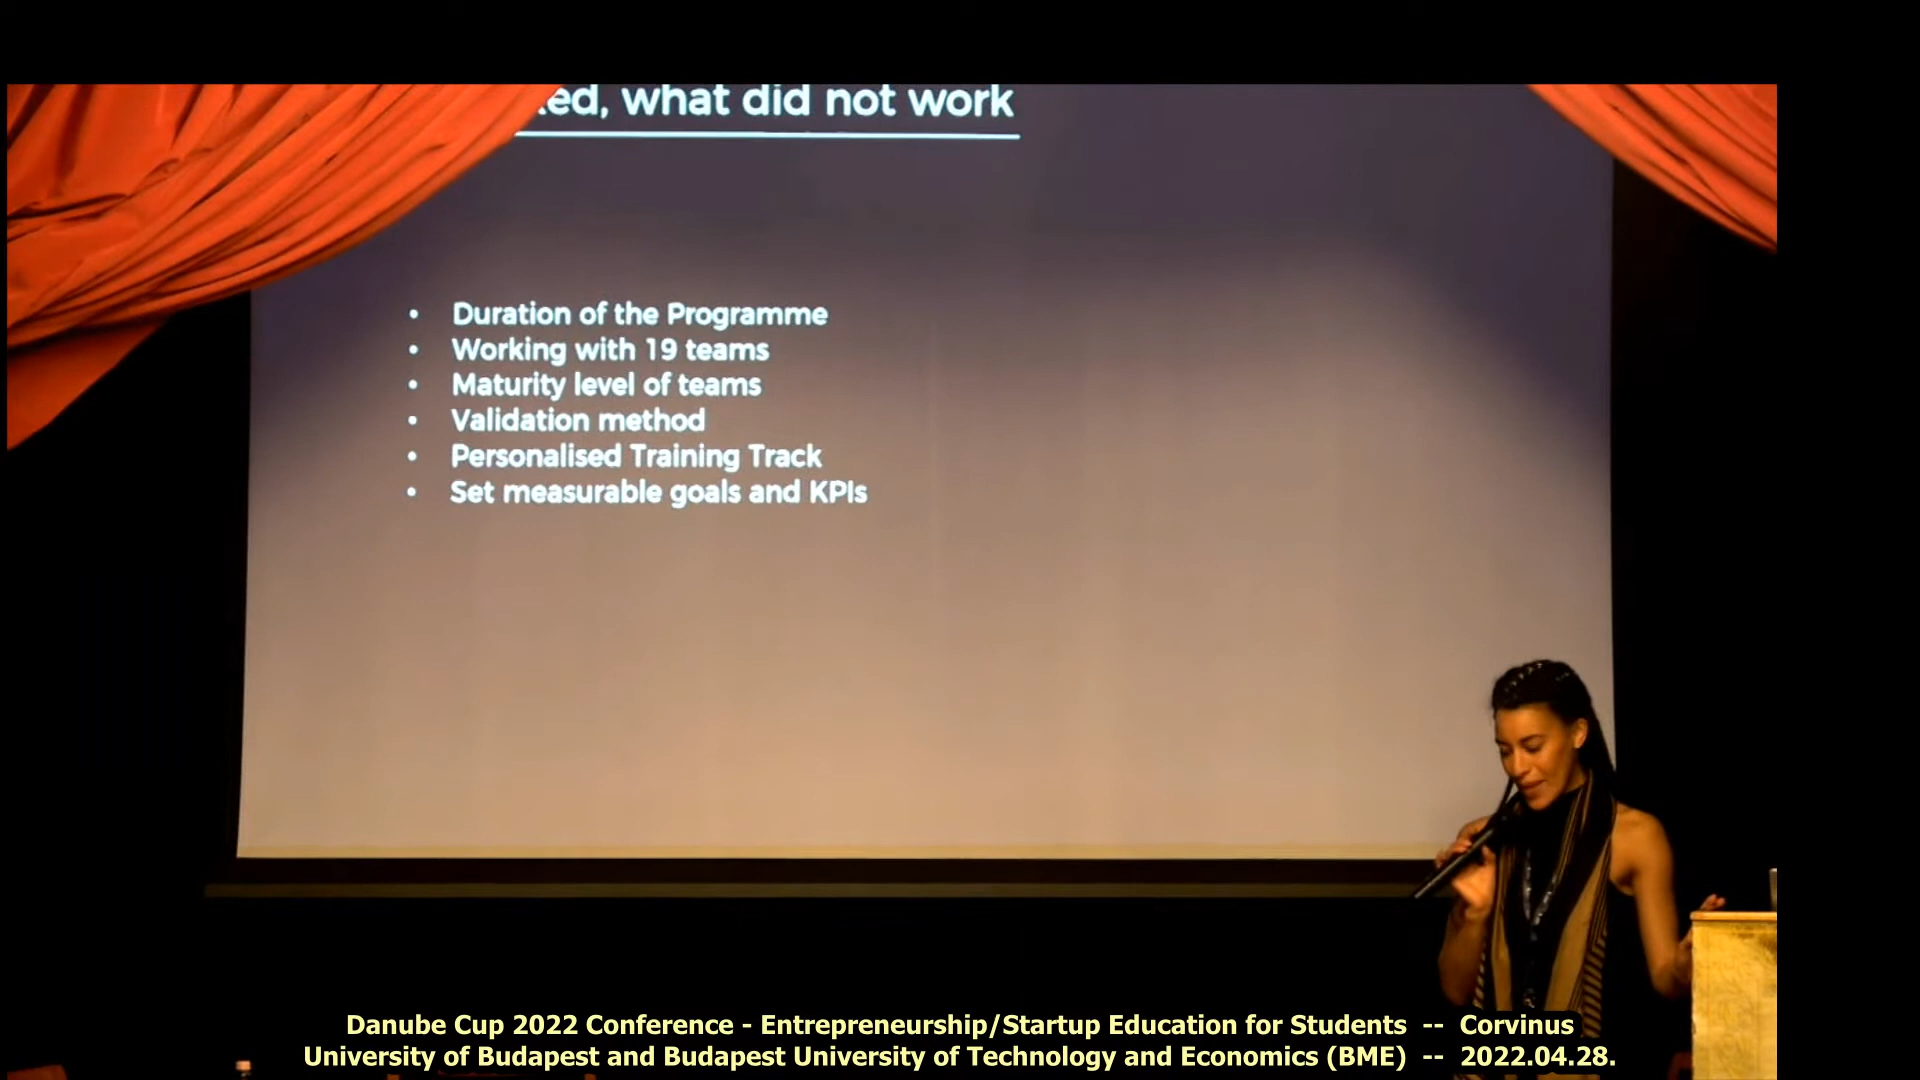 what did not work
• Duration of the Programme
• Working with 19 teams
• Maturity level of teams
• Validation method
• Personalised Training Track
• Set measurable goals and KPIs
Danube Cup 2022 Conference - Entrepreneurship/Startup Education for Students -- Corvinus
University of Budapest and Budapest University of Technology and Economics (BME) -- 2022.04.28.